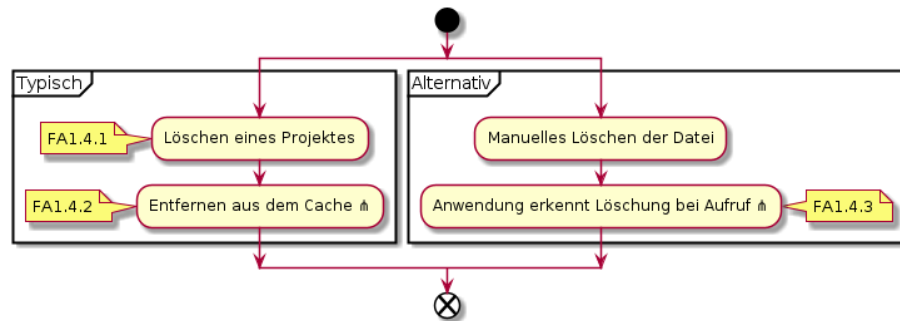 Typisch
FA1.4.1
Löschen eines Projektes
FA1.4.2
Entfernen aus dem Cache ⋔
Alternativ
Manuelles Löschen der Datei
Anwendung erkennt Löschung bei Aufruf ⋔
FA1.4.3